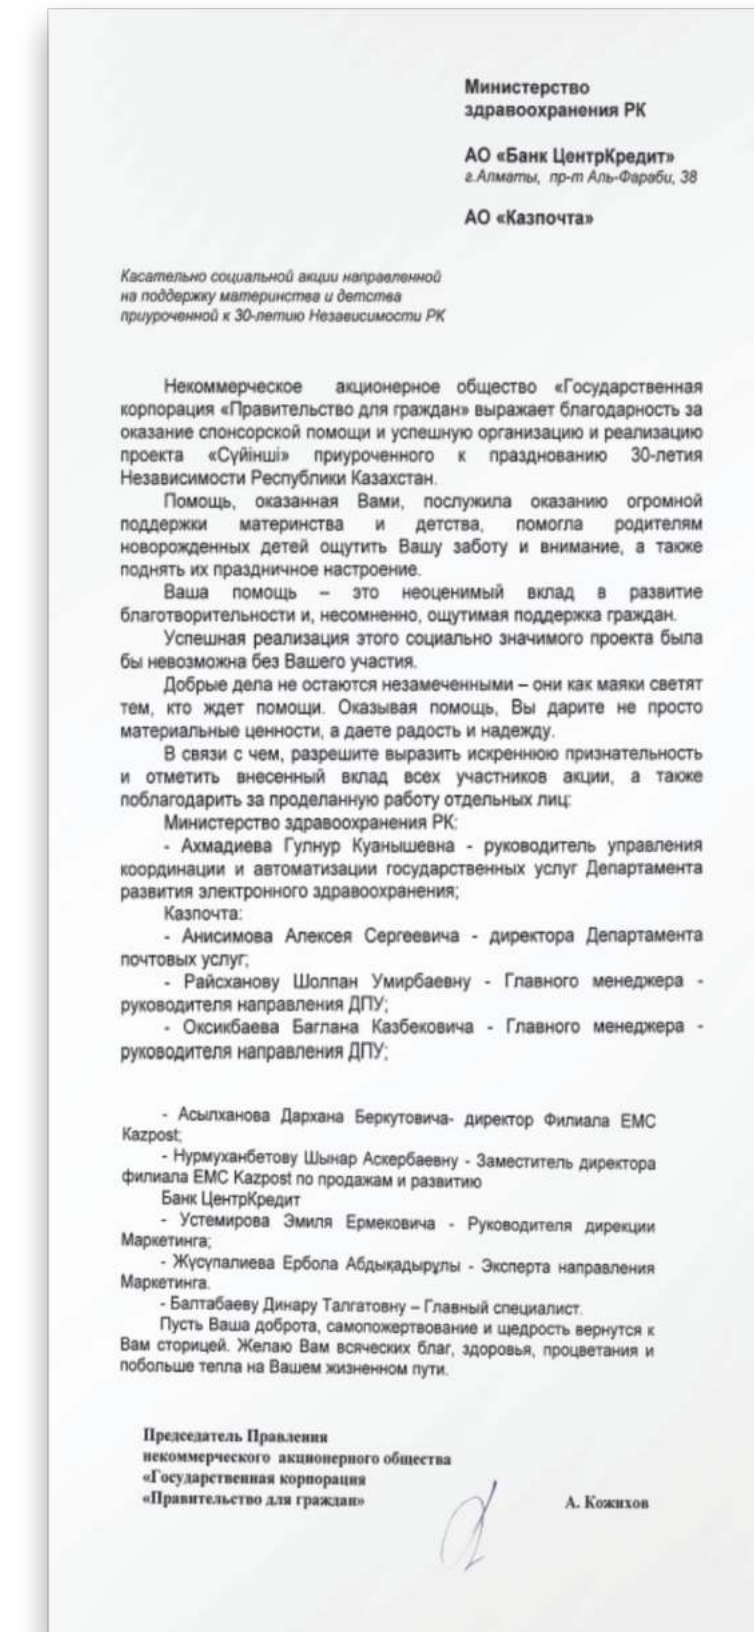 Министерство
здравоохранения РК
АО «Банк ЦентрКредит»
г.Алматы, пр-т Аль-Фараби, 38
АО «Казпочта»
Касательно социальной акции направленной
на поддержку материнства и детства
приуроченной к 30-летию Независимости РК
Некоммерческое акционерное общество «Государственная
корпорация «Правительство для граждан» выражает благодарность за
оказание спонсорской помощи и успешную организацию и реализацию
проекта «Сүйінші» приуроченного к празднованию 30-летия
Независимости Республики Казахстан.
Помощь, оказанная Вами, послужила оказанию огромной
поддержки материнства и детства, помогла родителям
новорожденных детей ощутить Вашу заботу и внимание, а также
поднять их праздничное настроение.
Ваша помощь – это неоценимый вклад в развитие
благотворительности и, несомненно, ощутимая поддержка граждан.
Успешная реализация этого социально значимого проекта была
бы невозможна без Вашего участия.
Добрые дела не остаются незамеченными – они как маяки светят
тем, кто ждет помощи. Оказывая помощь, Вы дарите не просто
материальные ценности, а даете радость и надежду.
В связи с чем, разрешите выразить искреннюю признательность
и отметить внесенный вклад всех участников акции, а также
поблагодарить за проделанную работу отдельных лиц:
Министерство здравоохранения РК:
- Ахмадиева Гулнур Куанышевна - руководитель управления
координации и автоматизации государственных услуг Департамента
развития электронного здравоохранения;
Казпочта:
- Анисимова Алексея Сергеевича - директора Департамента
почтовых услуг;
- Райсханову Шолпан Умирбаевну - Главного менеджера -
руководителя направления ДПУ;
- Оксикбаева Баглана Казбековича - Главного менеджера -
руководителя направления ДПУ;
- Асылханова Дархана Беркутовича- директор Филиала EMC
Kazpost;
- Нурмуханбетову Шынар Аскербаевну - Заместитель директора
филиала EMC Kazpost по продажам и развитию
Банк ЦентрКредит
- Устемирова Эмиля Ермековича - Руководителя дирекции
Маркетинга;
- Жүсүпалиева Ербола Абдықадырұлы - Эксперта направления
Маркетинга.
- Балтабаеву Динару Талгатовну – Главный специалист.
Пусть Ваша доброта, самопожертвование и щедрость вернутся к
Вам сторицей. Желаю Вам всяческих благ, здоровья, процветания и
побольше тепла на Вашем жизненном пути.
Председатель Правления
некоммерческого акционерного общества
«Государственная корпорация
«Правительство для граждан» А. Кожихов